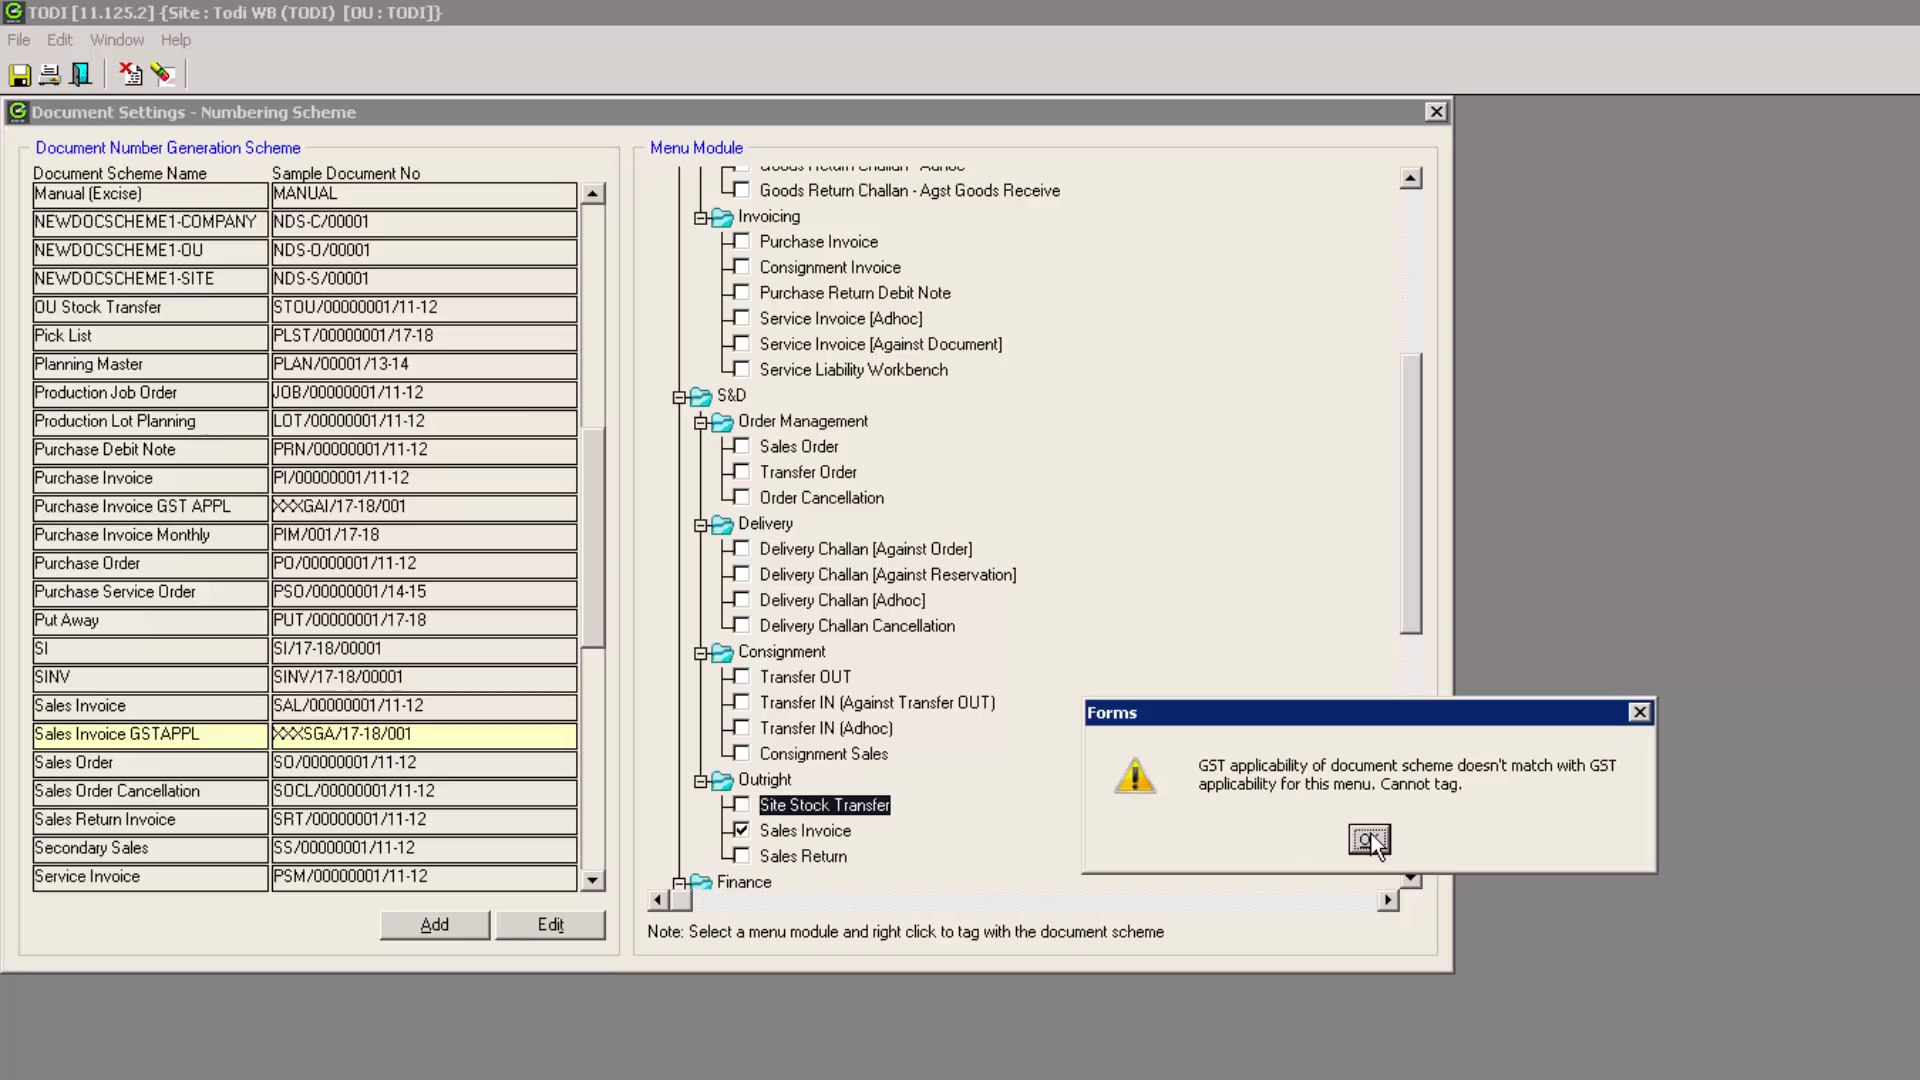 TODI [11.125.2] {Site : Todi WB (TODI) [OU : TODI]}
File Edit Window Help
Document Settings - Numbering Scheme
Document Number Generation Scheme
Document Scheme Name Sample Document No
Manual (Excise) MANUAL
NEWDOCSCHEME1-COMPANY NDS-C/00001
NEWDOCSCHEME1-OU NDS-O/00001
NEWDOCSCHEME1-SITE NDS-S/00001
OU Stock Transfer STOU/00000001/11-12
Pick List PLST/00000001/17-18
Planning Master PLAN/00001/13-14
Production Job Order JOB/00000001/11-12
Production Lot Planning LOT/00000001/11-12
Purchase Debit Note PRN/00000001/11-12
Purchase Invoice PI/00000001/11-12
Purchase Invoice GST APPL XXXGAI/17-18/001
Purchase Invoice Monthly PIM/001/17-18
Purchase Order PO/00000001/11-12
Purchase Service Order PSO/00000001/14-15
Put Away PUT/00000001/17-18
SI SI/17-18/00001
SINV SINV/17-18/00001
Sales Invoice SAL/00000001/11-12
Sales Invoice GSTAPPL XXXSGA/17-18/001
Sales Order SO/00000001/11-12
Sales Order Cancellation SOCL/00000001/11-12
Sales Return Invoice SRT/00000001/11-12
Secondary Sales SS/00000001/11-12
Service Invoice PSM/00000001/11-12
Add Edit
Menu Module
Goods Return Challan - Adhoc
Goods Return Challan - Agst Goods Receive
Invoicing
Purchase Invoice
Consignment Invoice
Purchase Return Debit Note
Service Invoice [Adhoc]
Service Invoice [Against Document]
Service Liability Workbench
S&D
Order Management
Sales Order
Transfer Order
Order Cancellation
Delivery
Delivery Challan [Against Order]
Delivery Challan [Against Reservation]
Delivery Challan [Adhoc]
Delivery Challan Cancellation
Consignment
Transfer OUT
Transfer IN (Against Transfer OUT)
Transfer IN (Adhoc)
Consignment Sales
Outright
Site Stock Transfer
Sales Invoice
Sales Return
Finance
Note: Select a menu module and right click to tag with the document scheme
Forms
GST applicability of document scheme doesn't match with GST
applicability for this menu. Cannot tag.
OK